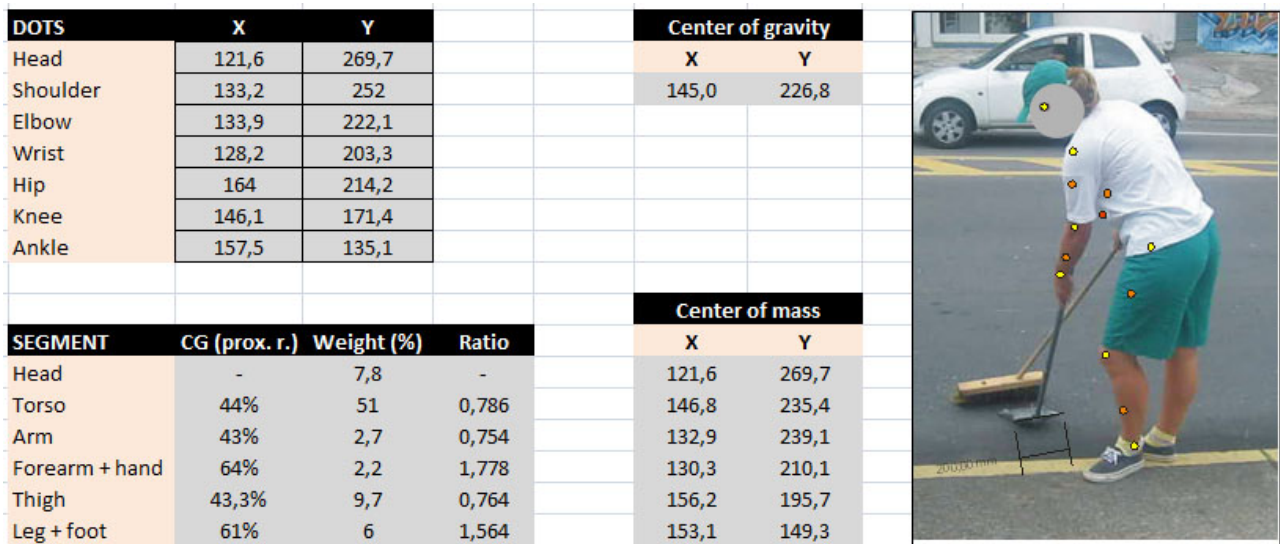 DOTS X Y Center of gravity
Head 121,6 269,7 X Y
Shoulder 133,2 252 145,0 226,8
Elbow 133,9 222,1
Wrist 128,2 203,3
Hip 164 214,2
Knee 146,1 171,4
Ankle 157,5 135,1
Center of mass
SEGMENT CG (prox. r.) Weight (%) Ratio X Y
Head - 7,8 - 121,6 269,7
Torso 44% 51 0,786 146,8 235,4
Arm 43% 2,7 0,754 132,9 239,1
Forearm + hand 64% 2,2 1,778 130,3 210,1
Thigh 43,3% 9,7 0,764 156,2 195,7
Leg + foot 61% 6 1,564 153,1 149,3
200,00 mm